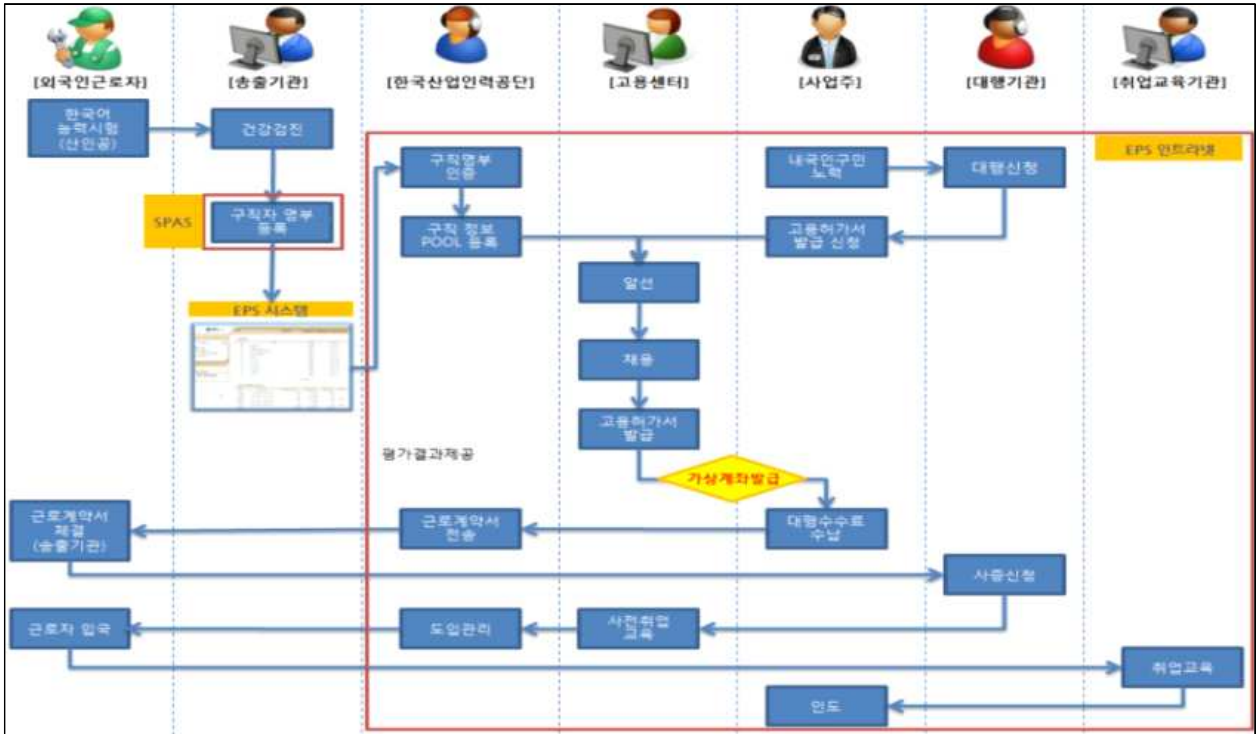 [외국인근로자]
[송출기관]
[한국산업인력공단]
[고용센터]
[사업주]
[대행기관]
[취업교육기관]
한국어
능력시험
(산인공)
건강검진
구직명부
인증
내국인구인
노력
대행신청
EPS 인트라넷
SPAS
구직자 명부
등록
구직 정보
POOL 등록
고용허가서
발급 신청
알선
EPS 시스템
채용
고용허가서
발급
평가결과제공
가상계좌발급
근로계약서
체결
(송출기관)
근로계약서
전송
대행수수료
수납
사증신청
근로자 입국
도입관리
사전취업
교육
취업교육
인도